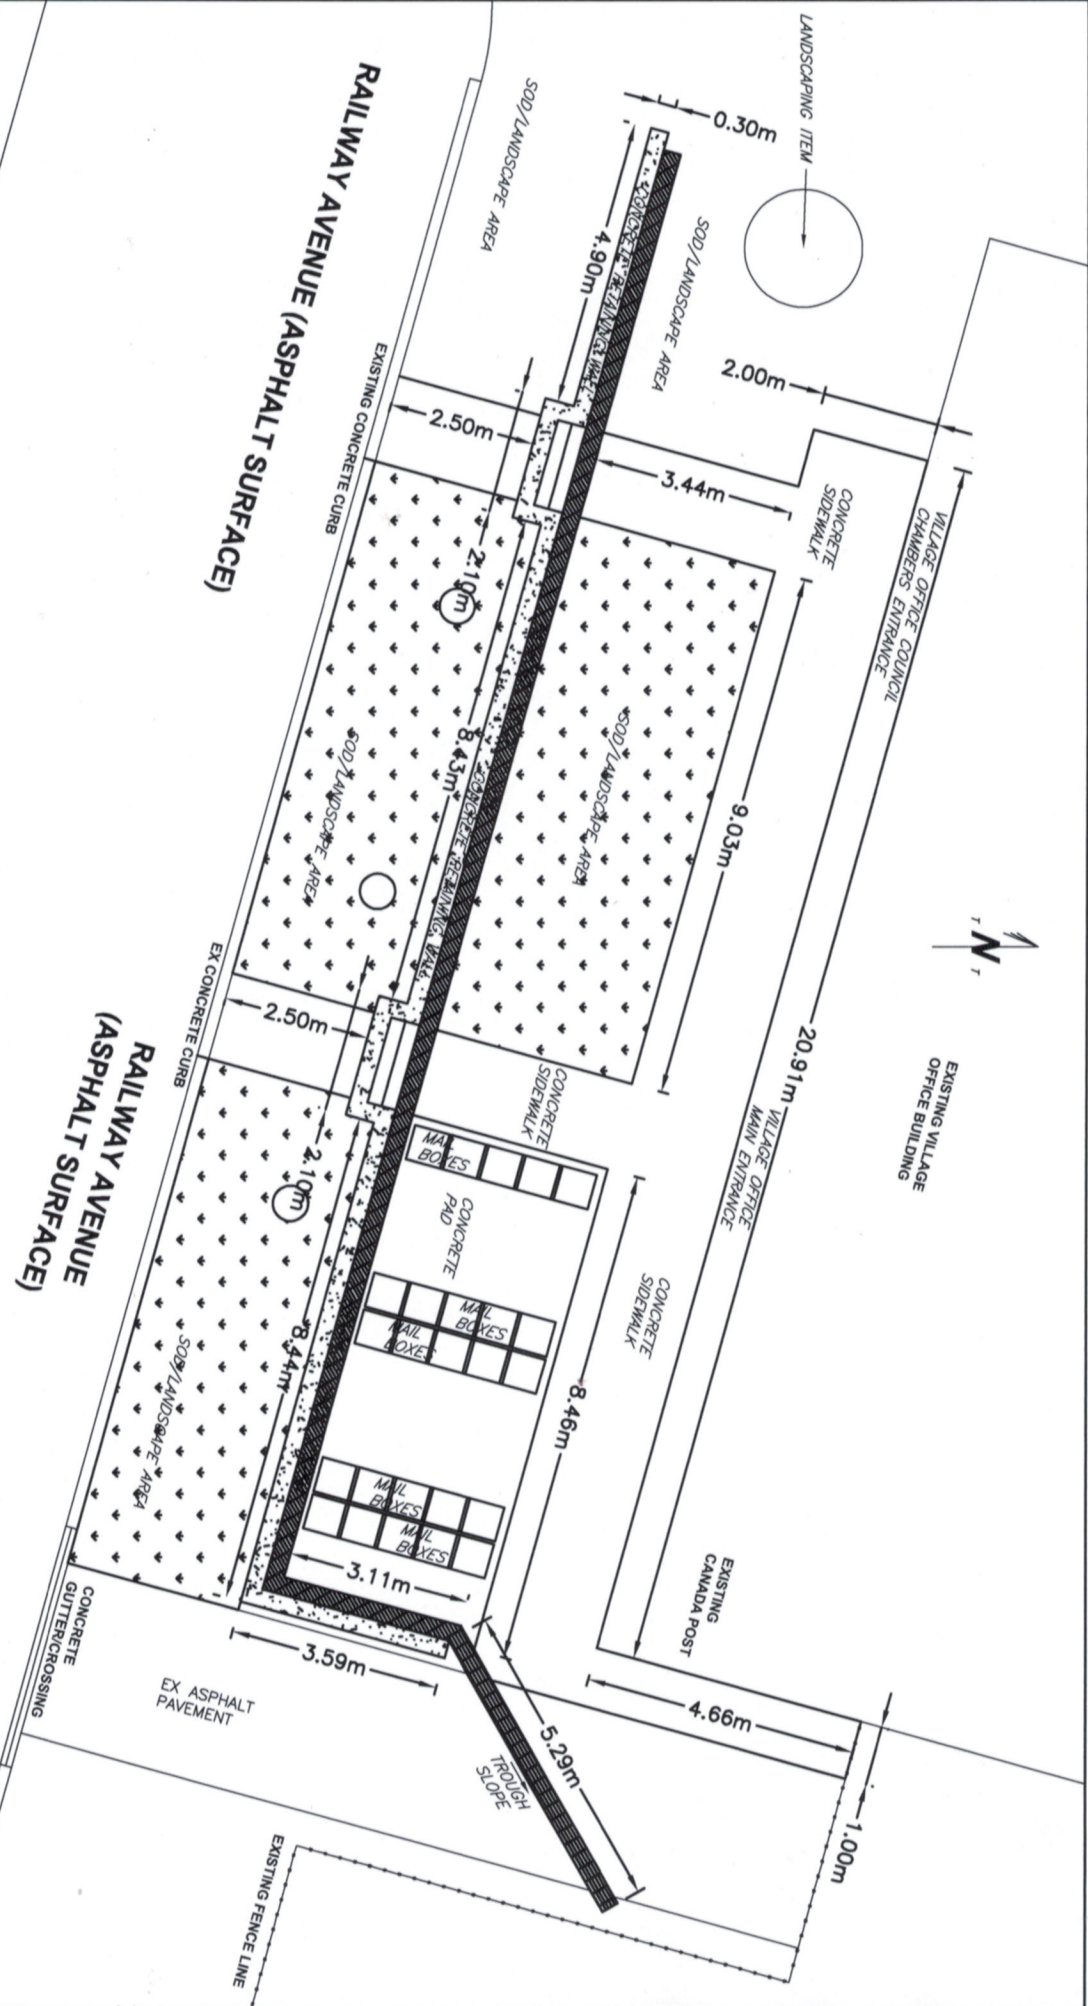 LANDSCAPING ITEM
0.30m
SOD/LANDSCAPE AREA
SOD/LANDSCAPE AREA
CONCRETE RETAINING WALL
4.90m
2.00m
RAILWAY AVENUE (ASPHALT SURFACE)
EXISTING CONCRETE CURB
2.50m
3.44m
CONCRETE
SIDEWALK
VILLAGE OFFICE COUNCIL
CHAMBERS ENTRANCE
2.10m
8.43m
CONCRETE RETAINING WALL
SOD/LANDSCAPE AREA
SOD/LANDSCAPE AREA
9.03m
20.91m
N
EXISTING VILLAGE
OFFICE BUILDING
VILLAGE OFFICE
MAIN ENTRANCE
EX CONCRETE CURB
2.50m
RAILWAY AVENUE
(ASPHALT SURFACE)
CONCRETE
SIDEWALK
MAIL
BOXES
CONCRETE
PAD
2.10m
CONCRETE
SIDEWALK
MAIL
BOXES
MAIL
BOXES
8.44m
8.46m
SOD/LANDSCAPE AREA
MAIL
BOXES
MAIL
BOXES
3.11m
3.59m
EXISTING
CANADA POST
CONCRETE
GUTTER/CROSSING
EX ASPHALT
PAVEMENT
4.66m
5.29m
TROUGH
SLOPE
1.00m
EXISTING FENCE LINE